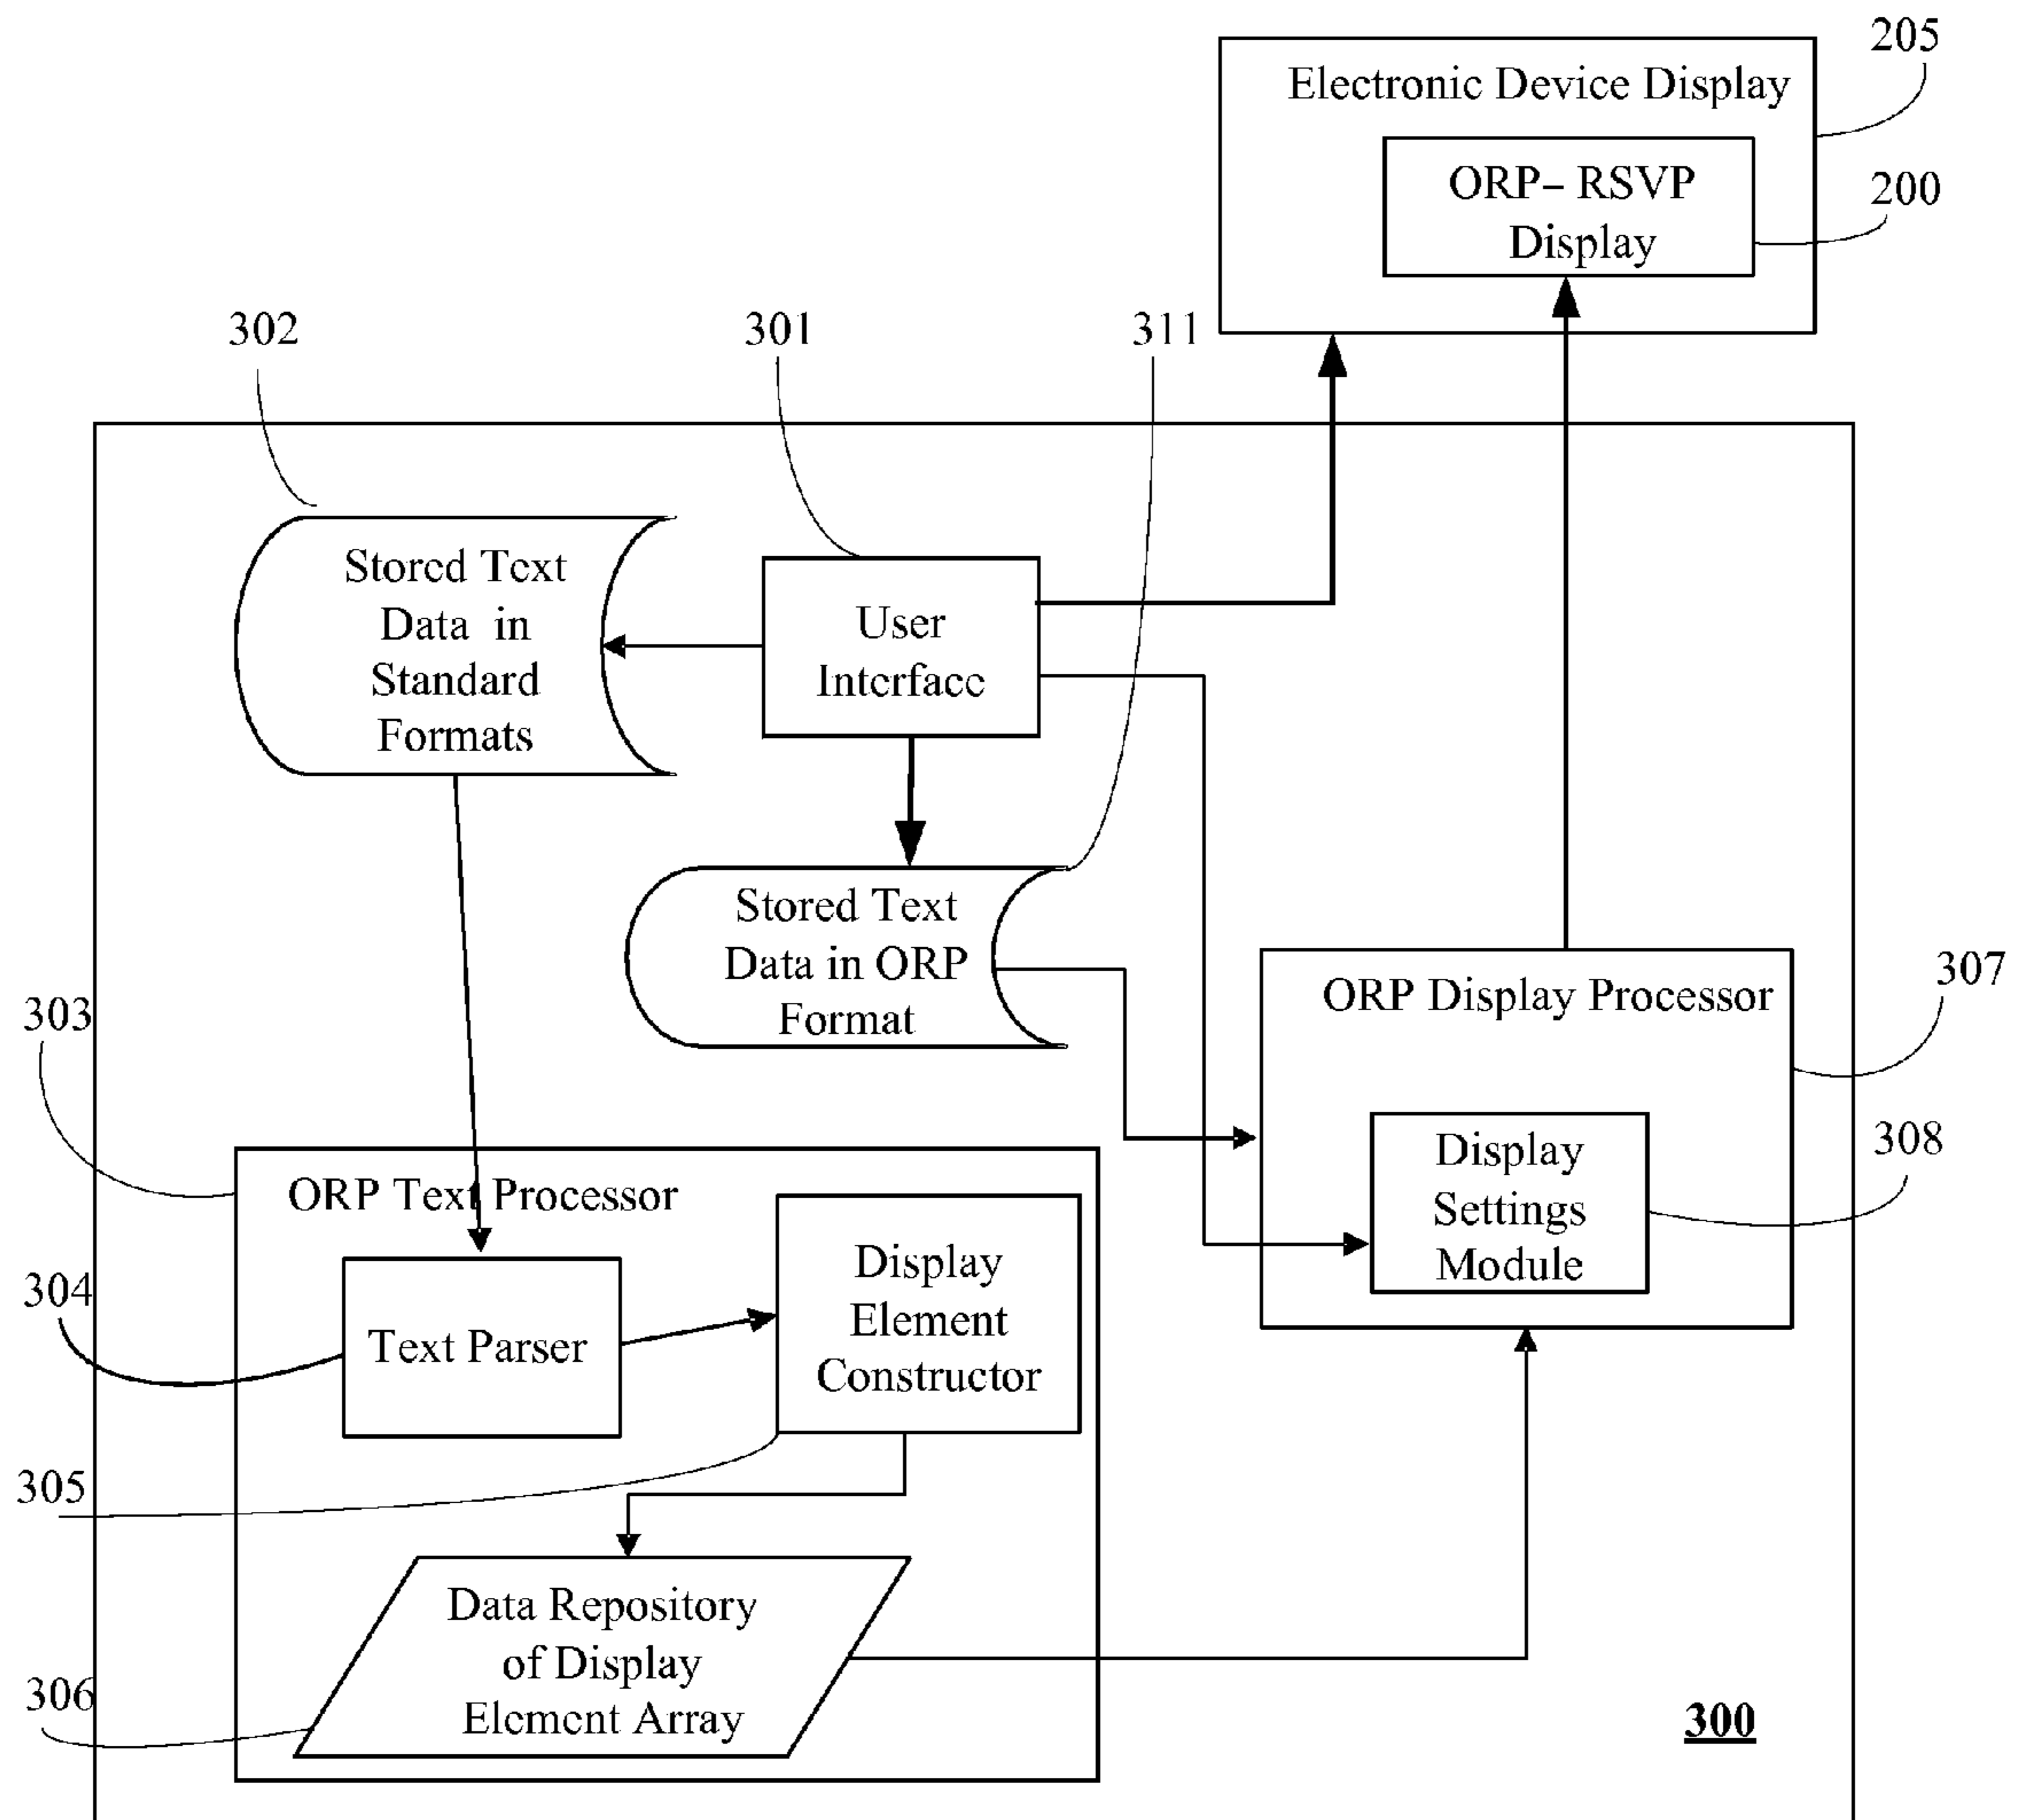 205
Electronic Device Display
ORP– RSVP
Display
200
302
301
311
Stored Text
Data in
Standard
Formats
User
Interface
Stored Text
Data in ORP
Format
303
ORP Display Processor
307
Display
Settings
Module
308
ORP Text Processor
304
Text Parser
Display
Element
Constructor
305
Data Repository
of Display
Element Array
306
300